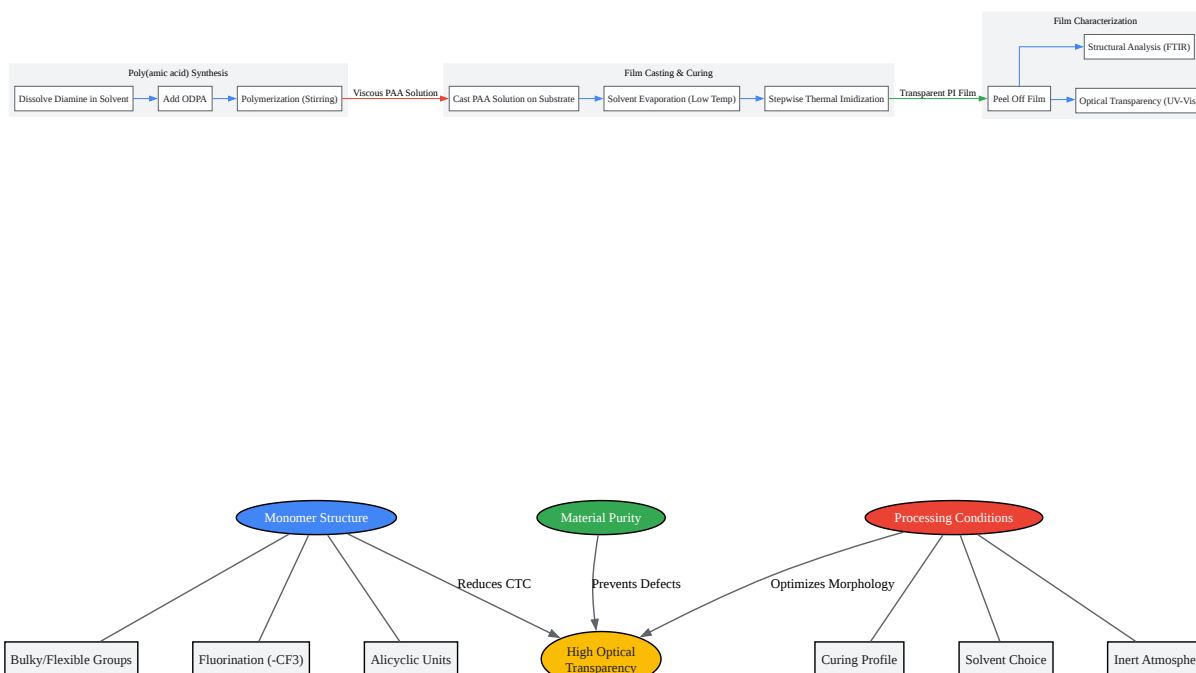 Film Characterization
Structural Analysis (FTIR)
Poly(amic acid) Synthesis
Film Casting & Curing
Dissolve Diamine in Solvent
Add ODPA
Polymerization (Stirring)
Viscous PAA Solution
Cast PAA Solution on Substrate
Solvent Evaporation (Low Temp)
Stepwise Thermal Imidization
Transparent PI Film
Peel Off Film
Optical Transparency (UV-Vis
Monomer Structure
Material Purity
Processing Conditions
Reduces CTC
Prevents Defects
Optimizes Morphology
Bulky/Flexible Groups
Fluorination (-CF3)
Alicyclic Units
High Optical
Transparency
Curing Profile
Solvent Choice
Inert Atmosphe